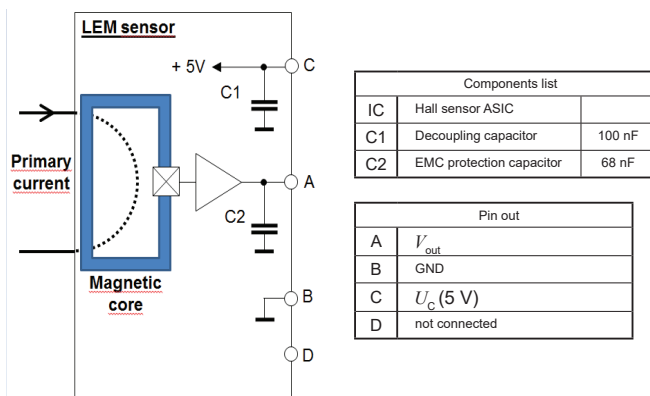 LEM sensor
+ 5V
C
C1
Primary
current
A
C2
B
Magnetic
core
D
Components list
IC Hall sensor ASIC
C1 Decoupling capacitor 100 nF
C2 EMC protection capacitor 68 nF
Pin out
A Vout
B GND
C UC (5 V)
D not connected